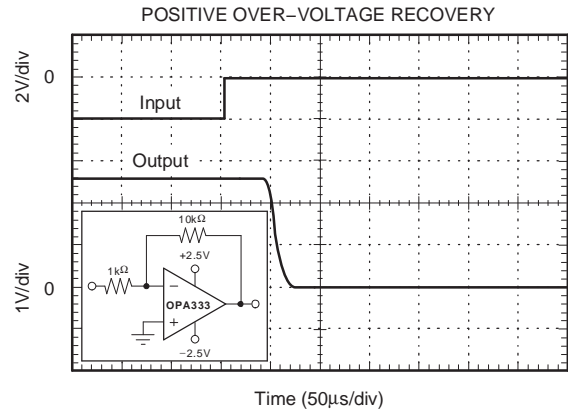 POSITIVE OVER−VOLTAGE RECOVERY
2V/div
0
Input
Output
10kΩ
+2.5V
1kΩ
−
OPA333
+
−2.5V
1V/div
0
Time (50μs/div)